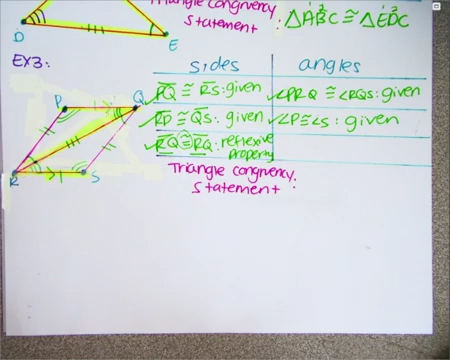 Triangle congruency
Statement: △ABC ≅ △EDC
D
E
EX3:
sides angles
PQ ≅ RS: given ∠PRQ ≅ ∠RQS: given
RP ≅ QS: given ∠P ≅ ∠S: given
RQ ≅ RQ: reflexive
property
P
Q
R
S
Triangle congruency
Statement: